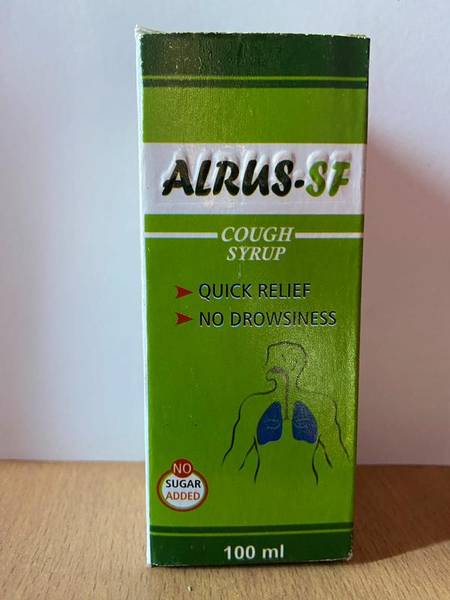 ALRUS-SF
COUGH
SYRUP
QUICK RELIEF
NO DROWSINESS
NO
SUGAR
ADDED
100 ml